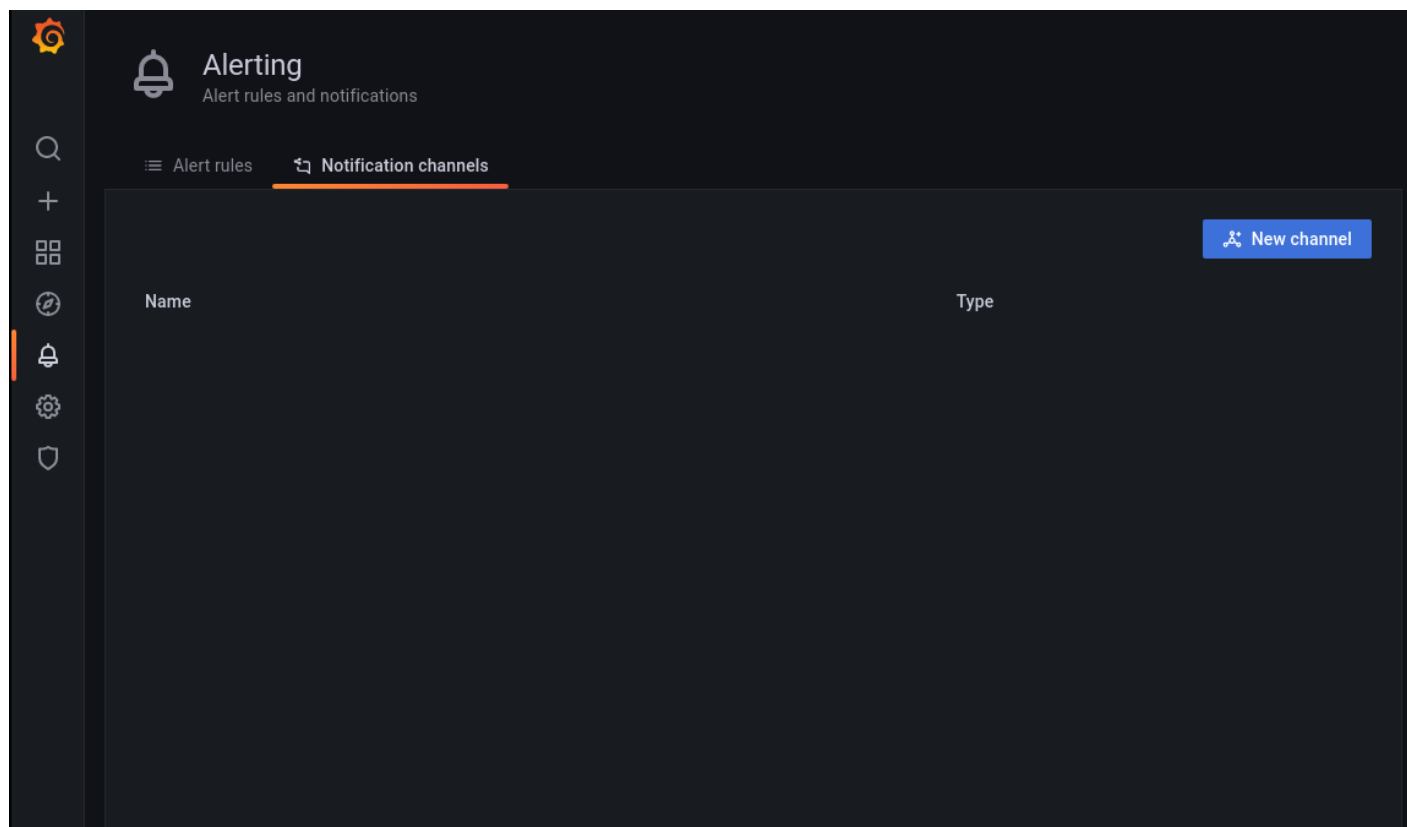 Alerting
Alert rules and notifications
Alert rules
Notification channels
New channel
Name
Type